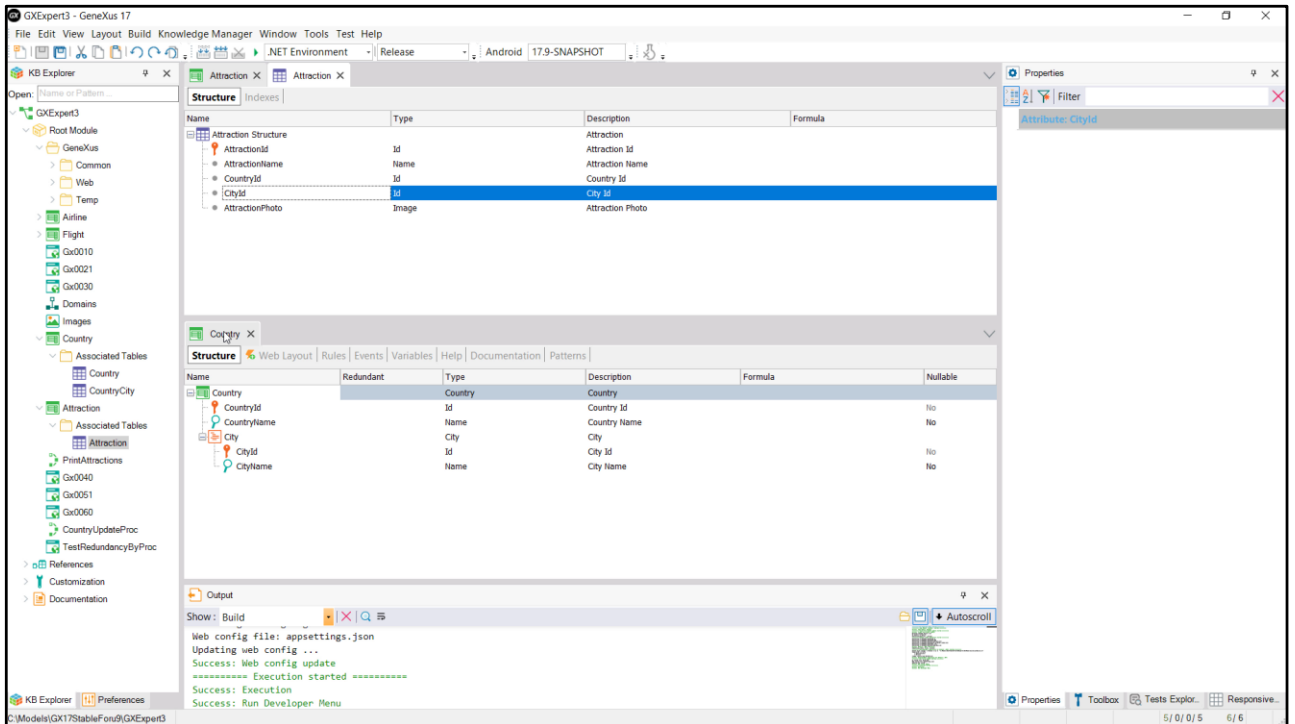 GXExpert3 - GeneXus 17
File Edit View Layout Build Knowledge Manager Window Tools Test Help
.NET Environment Release Android 17.9-SNAPSHOT
KB Explorer
Open: Name or Pattern...
GXExpert3
Root Module
GeneXus
Common
Web
Temp
Airline
Flight
Gx0010
Gx0021
Gx0030
Domains
Images
Country
Associated Tables
Country
CountryCity
Attraction
Associated Tables
Attraction
PrintAttractions
Gx0040
Gx0051
Gx0060
CountryUpdateProc
TestRedundancyByProc
References
Customization
Documentation
KB Explorer Preferences
Attraction Attraction
Structure Indexes
Name Type Description Formula
Attraction Structure Attraction
AttractionId Id Attraction Id
AttractionName Name Attraction Name
CountryId Id Country Id
CityId Id City Id
AttractionPhoto Image Attraction Photo
Country
Structure Web Layout Rules Events Variables Help Documentation Patterns
Name Redundant Type Description Formula Nullable
Country Country Country
CountryId Id Country Id No
CountryName Name Country Name No
City City City
CityId Id City Id No
CityName Name City Name No
Output
Show: Build Autoscroll
Web config file: appsettings.json
Updating web config ...
Success: Web config update
========== Execution started ==========
Success: Execution
Success: Run Developer Menu
Properties
Filter
Attribute: CityId
Properties Toolbox Tests Explor... Responsive...
C:\Models\GX17StableForu9\GXExpert3 5/0/0/5 6/6